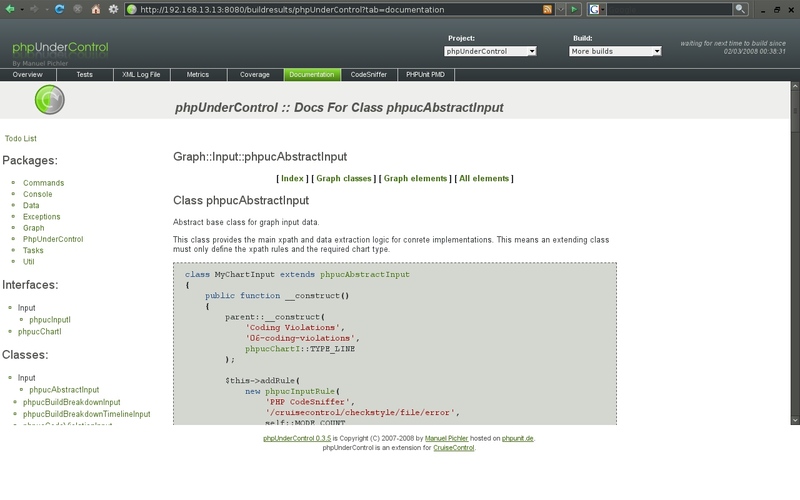 http://192.168.13.13:8080/buildresults/phpUnderControl?tab=documentation
phpUnderControl
By Manuel Pichler
Project:
phpUnderControl
Build:
More builds
waiting for next time to build since
02/03/2008 00:38:31
Overview Tests XML Log File Metrics Coverage Documentation CodeSniffer PHPUnit PMD
phpUnderControl :: Docs For Class phpucAbstractInput
Todo List
Packages:
Commands
Console
Data
Exceptions
Graph
PhpUnderControl
Tasks
Util
Interfaces:
Input
phpucInputI
phpucChartI
Classes:
Input
phpucAbstractInput
phpucBuildBreakdownInput
phpucBuildBreakdownTimelineInput
phpucCodeViolationInput
Graph::Input::phpucAbstractInput
[ Index ] [ Graph classes ] [ Graph elements ] [ All elements ]
Class phpucAbstractInput
Abstract base class for graph input data.
This class provides the main xpath and data extraction logic for conrete implementations. This means an extending class
must only define the xpath rules and the required chart type.
class MyChartInput extends phpucAbstractInput
{
public function __construct()
{
parent::__construct(
'Coding Violations',
'06-coding-violations',
phpucChartI::TYPE_LINE
);
$this->addRule(
new phpucInputRule(
'PHP CodeSniffer',
'/cruisecontrol/checkstyle/file/error',
self::MODE_COUNT
phpUnderControl 0.3.5 is Copyright (C) 2007-2008 by Manuel Pichler hosted on phpunit.de.
phpUnderControl is an extension for CruiseControl.